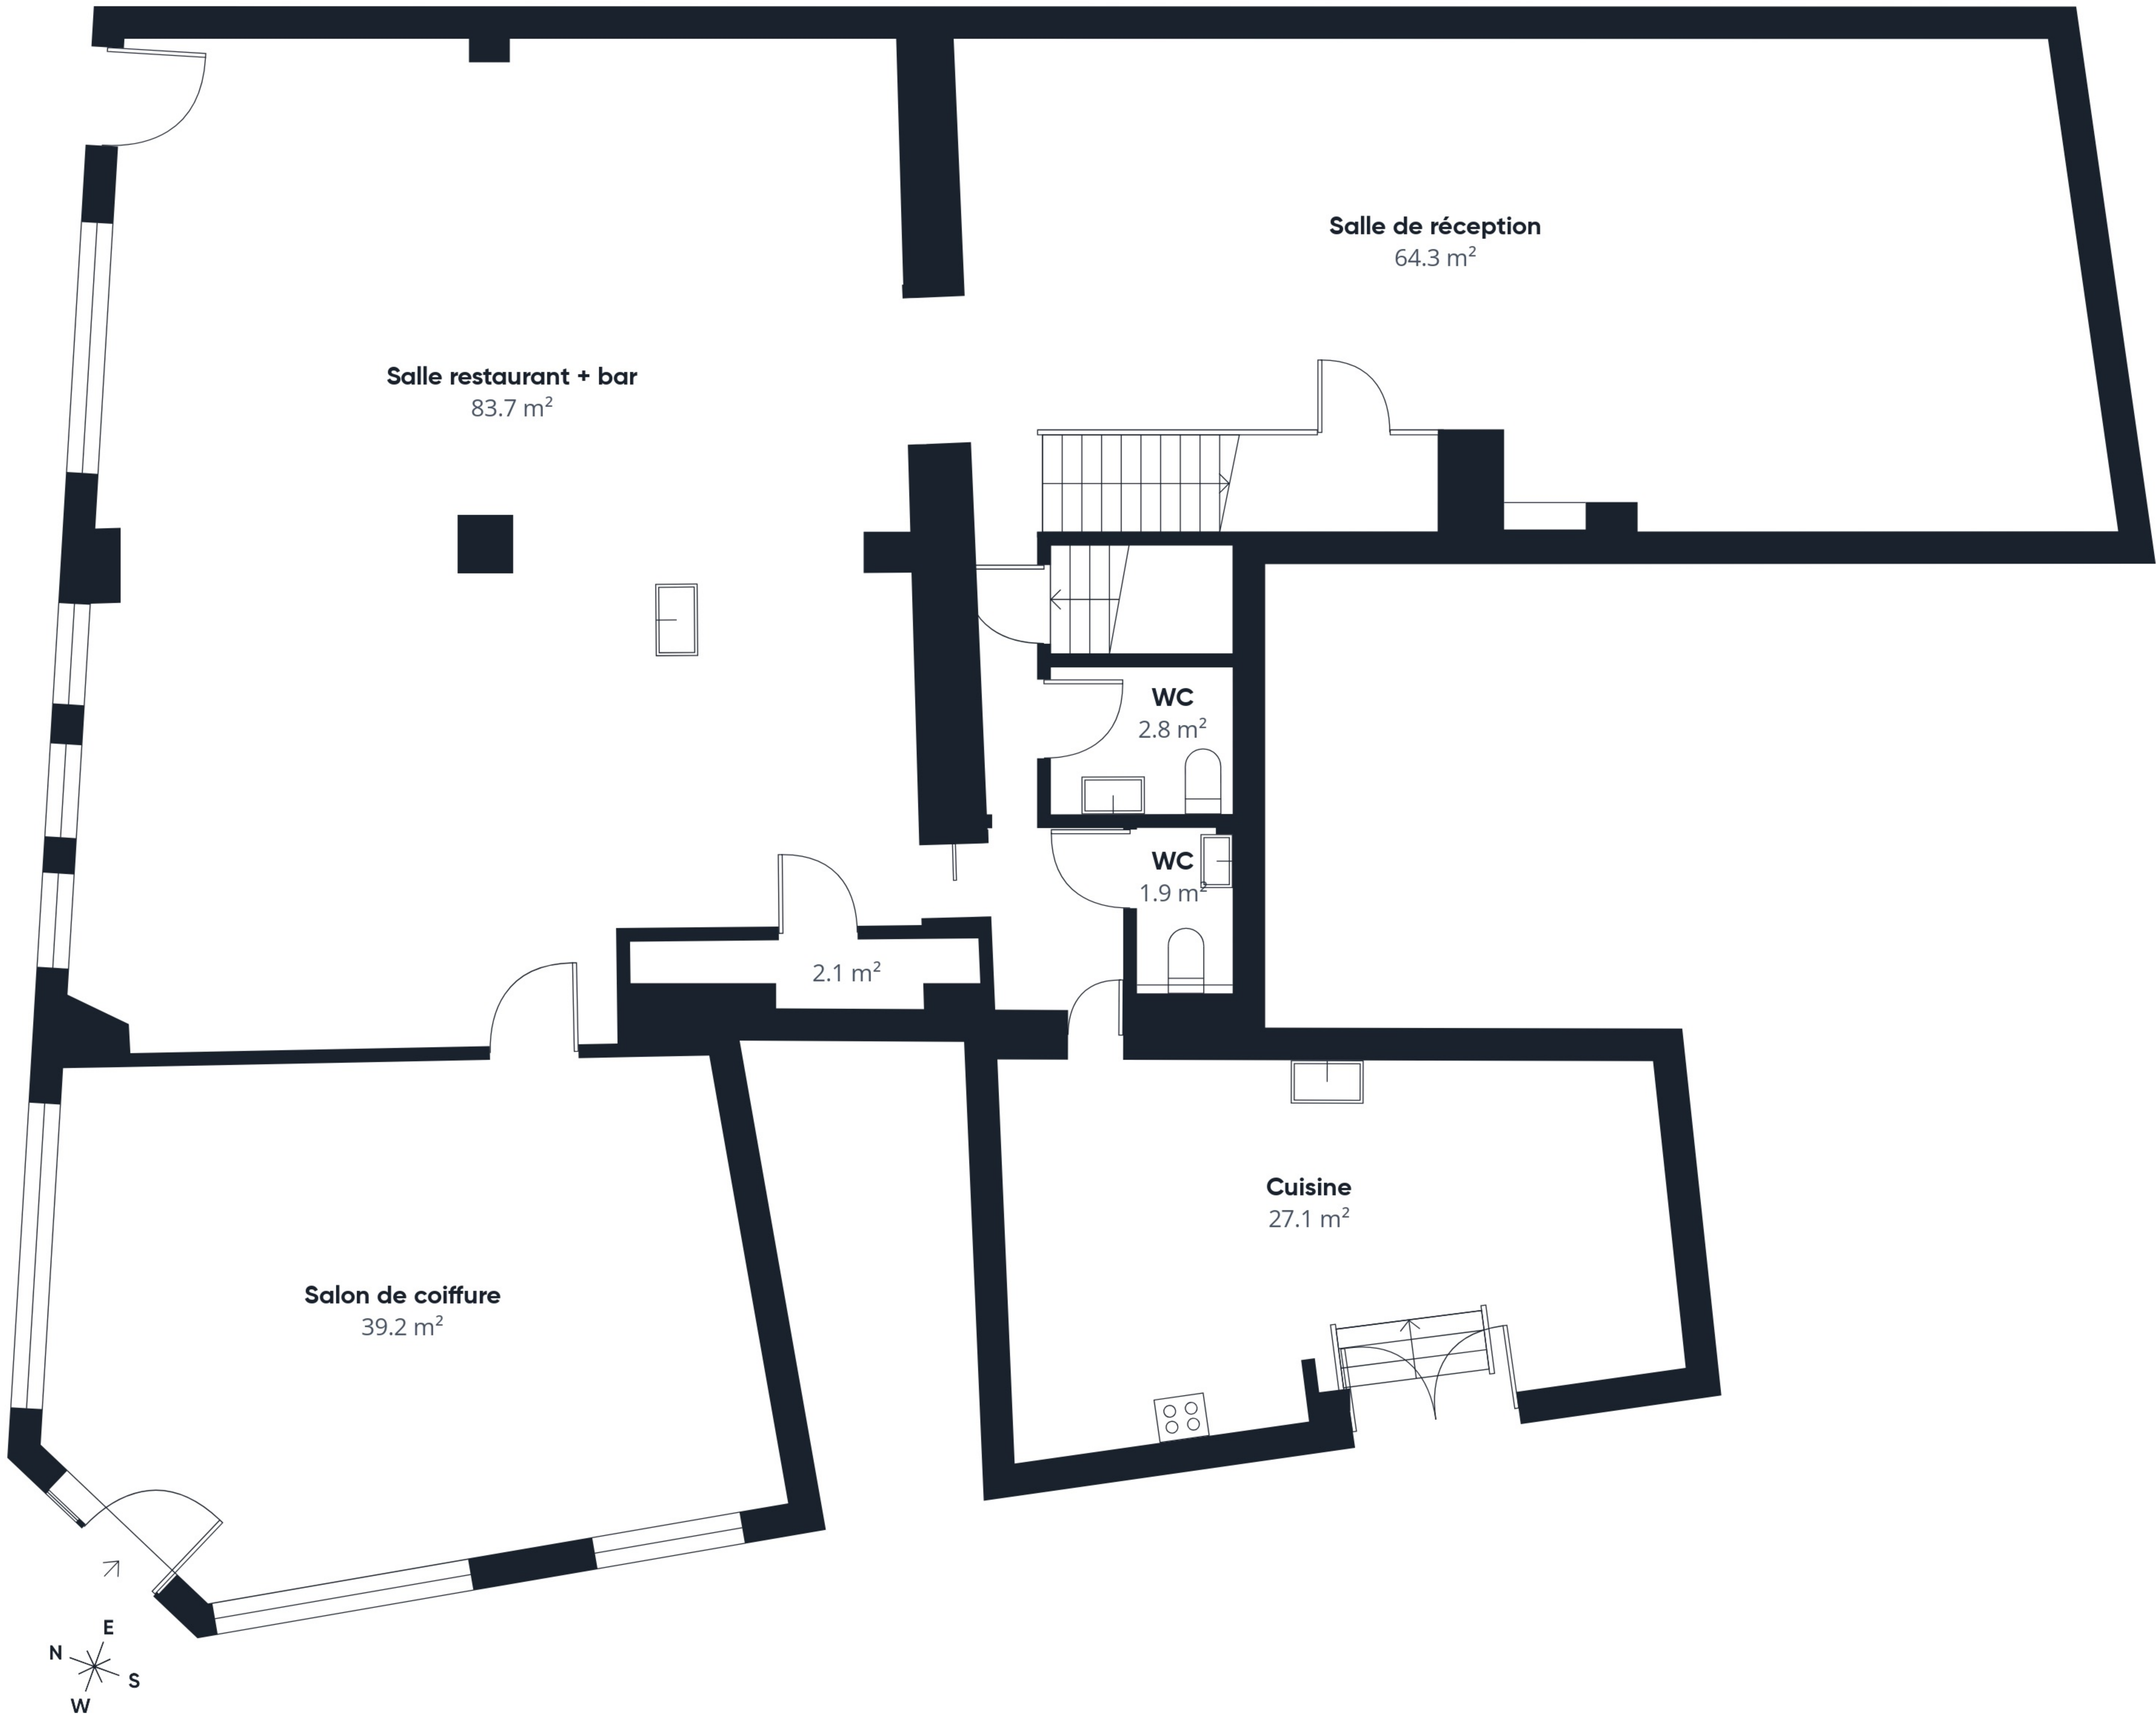 Salle de réception
64.3 m²
Salle restaurant + bar
83.7 m²
WC
2.8 m²
WC
1.9 m²
2.1 m²
Cuisine
27.1 m²
Salon de coiffure
39.2 m²
E
N
S
W